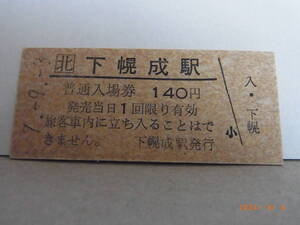 北 下幌成駅
普通入場券 140円
発売当日1回限り有効
旅客車内に立ち入ることはで
きません。 下幌成駅発行
小
入・下幌
7.-9.-